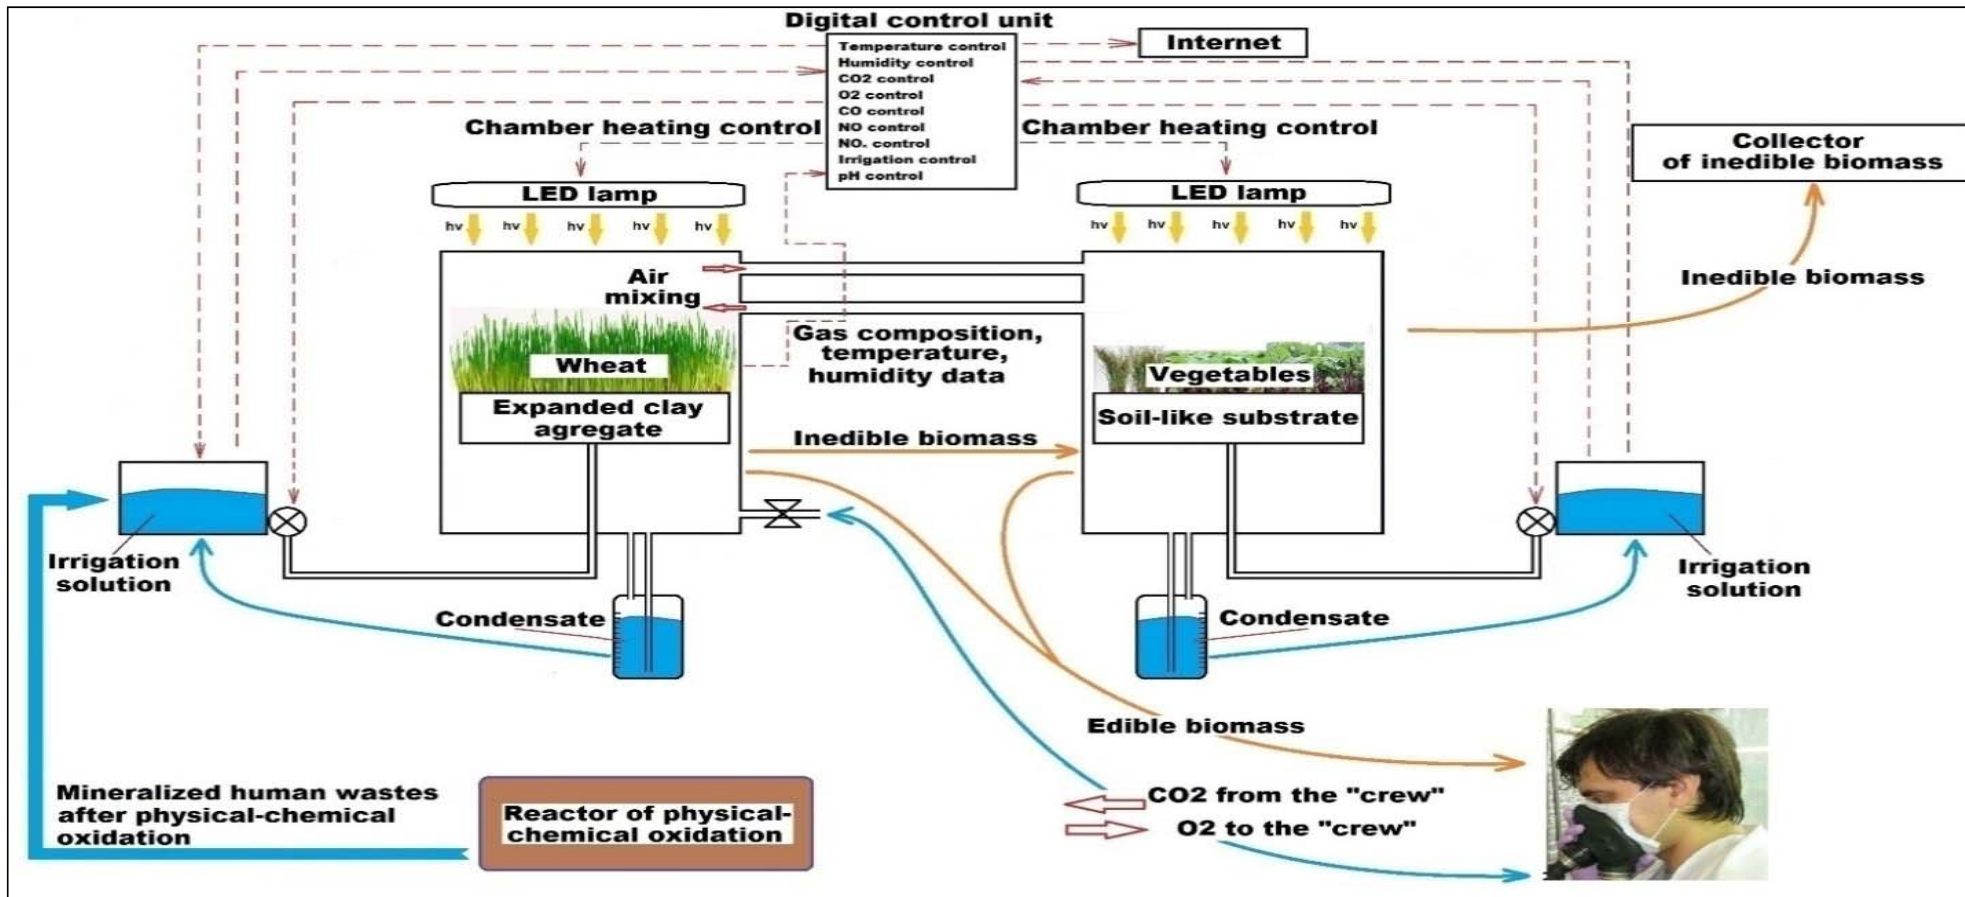 Digital control unit
Temperature control
Humidity control
CO2 control
O2 control
CO control
NO control
NO. control
Irrigation control
pH control
Internet
Chamber heating control
Chamber heating control
Collector
of inedible biomass
LED lamp
LED lamp
hv hv hv hv hv
hv hv hv hv hv
Air
mixing
Inedible biomass
Gas composition,
temperature,
humidity data
Wheat
Vegetables
Expanded clay
agregate
Soil-like substrate
Inedible biomass
Irrigation
solution
Irrigation
solution
Condensate
Condensate
Edible biomass
Mineralized human wastes
after physical-chemical
oxidation
Reactor of physical-
chemical oxidation
CO2 from the "crew"
O2 to the "crew"